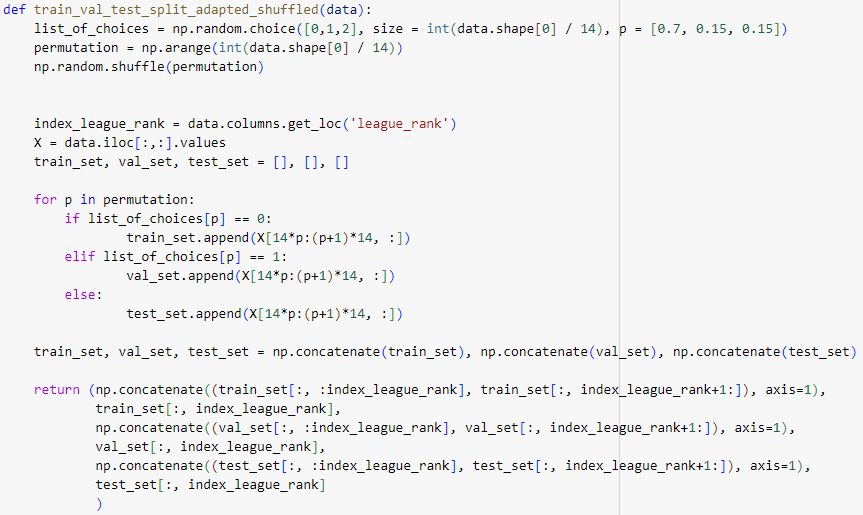 def train_val_test_split_adapted_shuffled(data):
    list_of_choices = np.random.choice([0,1,2], size = int(data.shape[0] / 14), p = [0.7, 0.15, 0.15])
    permutation = np.arange(int(data.shape[0] / 14))
    np.random.shuffle(permutation)
    index_league_rank = data.columns.get_loc('league_rank')
    X = data.iloc[:,:].values
    train_set, val_set, test_set = [], [], []
    for p in permutation:
        if list_of_choices[p] == 0:
                train_set.append(X[14*p:(p+1)*14, :])
        elif list_of_choices[p] == 1:
                val_set.append(X[14*p:(p+1)*14, :])
        else:
                test_set.append(X[14*p:(p+1)*14, :])
    train_set, val_set, test_set = np.concatenate(train_set), np.concatenate(val_set), np.concatenate(test_set)
    return (np.concatenate((train_set[:, :index_league_rank], train_set[:, index_league_rank+1:]), axis=1),
            train_set[:, index_league_rank],
            np.concatenate((val_set[:, :index_league_rank], val_set[:, index_league_rank+1:]), axis=1),
            val_set[:, index_league_rank],
            np.concatenate((test_set[:, :index_league_rank], test_set[:, index_league_rank+1:]), axis=1),
            test_set[:, index_league_rank]
            )